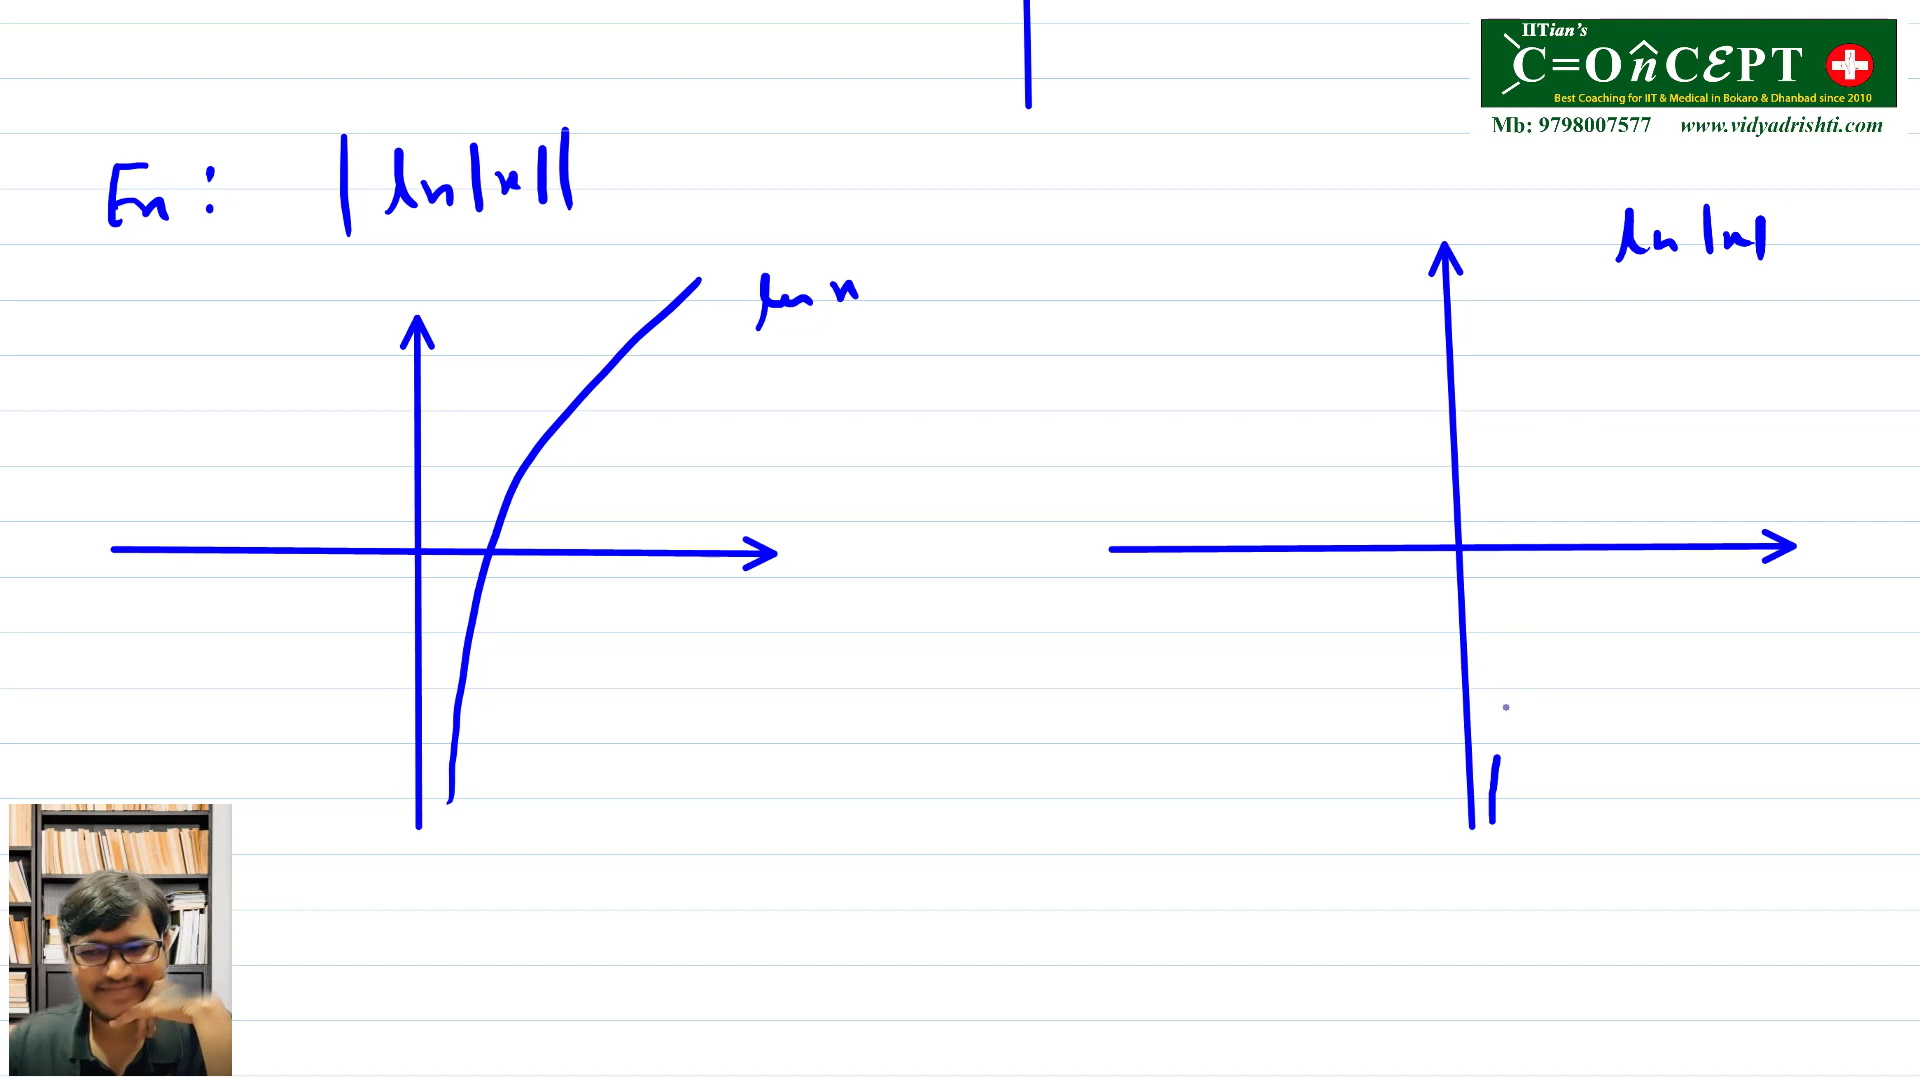 IITian's
C=OnCEPT
Best Coaching for IIT & Medical in Bokaro & Dhanbad since 2010
Mb: 9798007577 www.vidyadrishti.com
Ex: |ln|x||
ln x
ln |x|